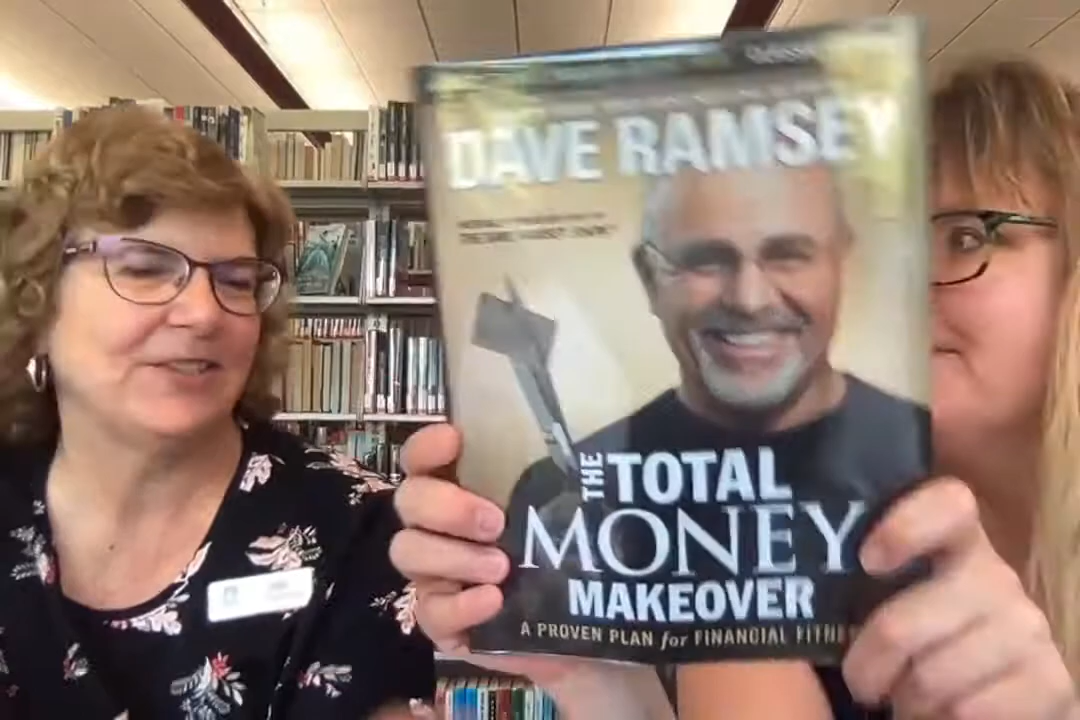 DAVE RAMSEY
THE TOTAL
MONEY
MAKEOVER
A PROVEN PLAN for FINANCIAL FITNE